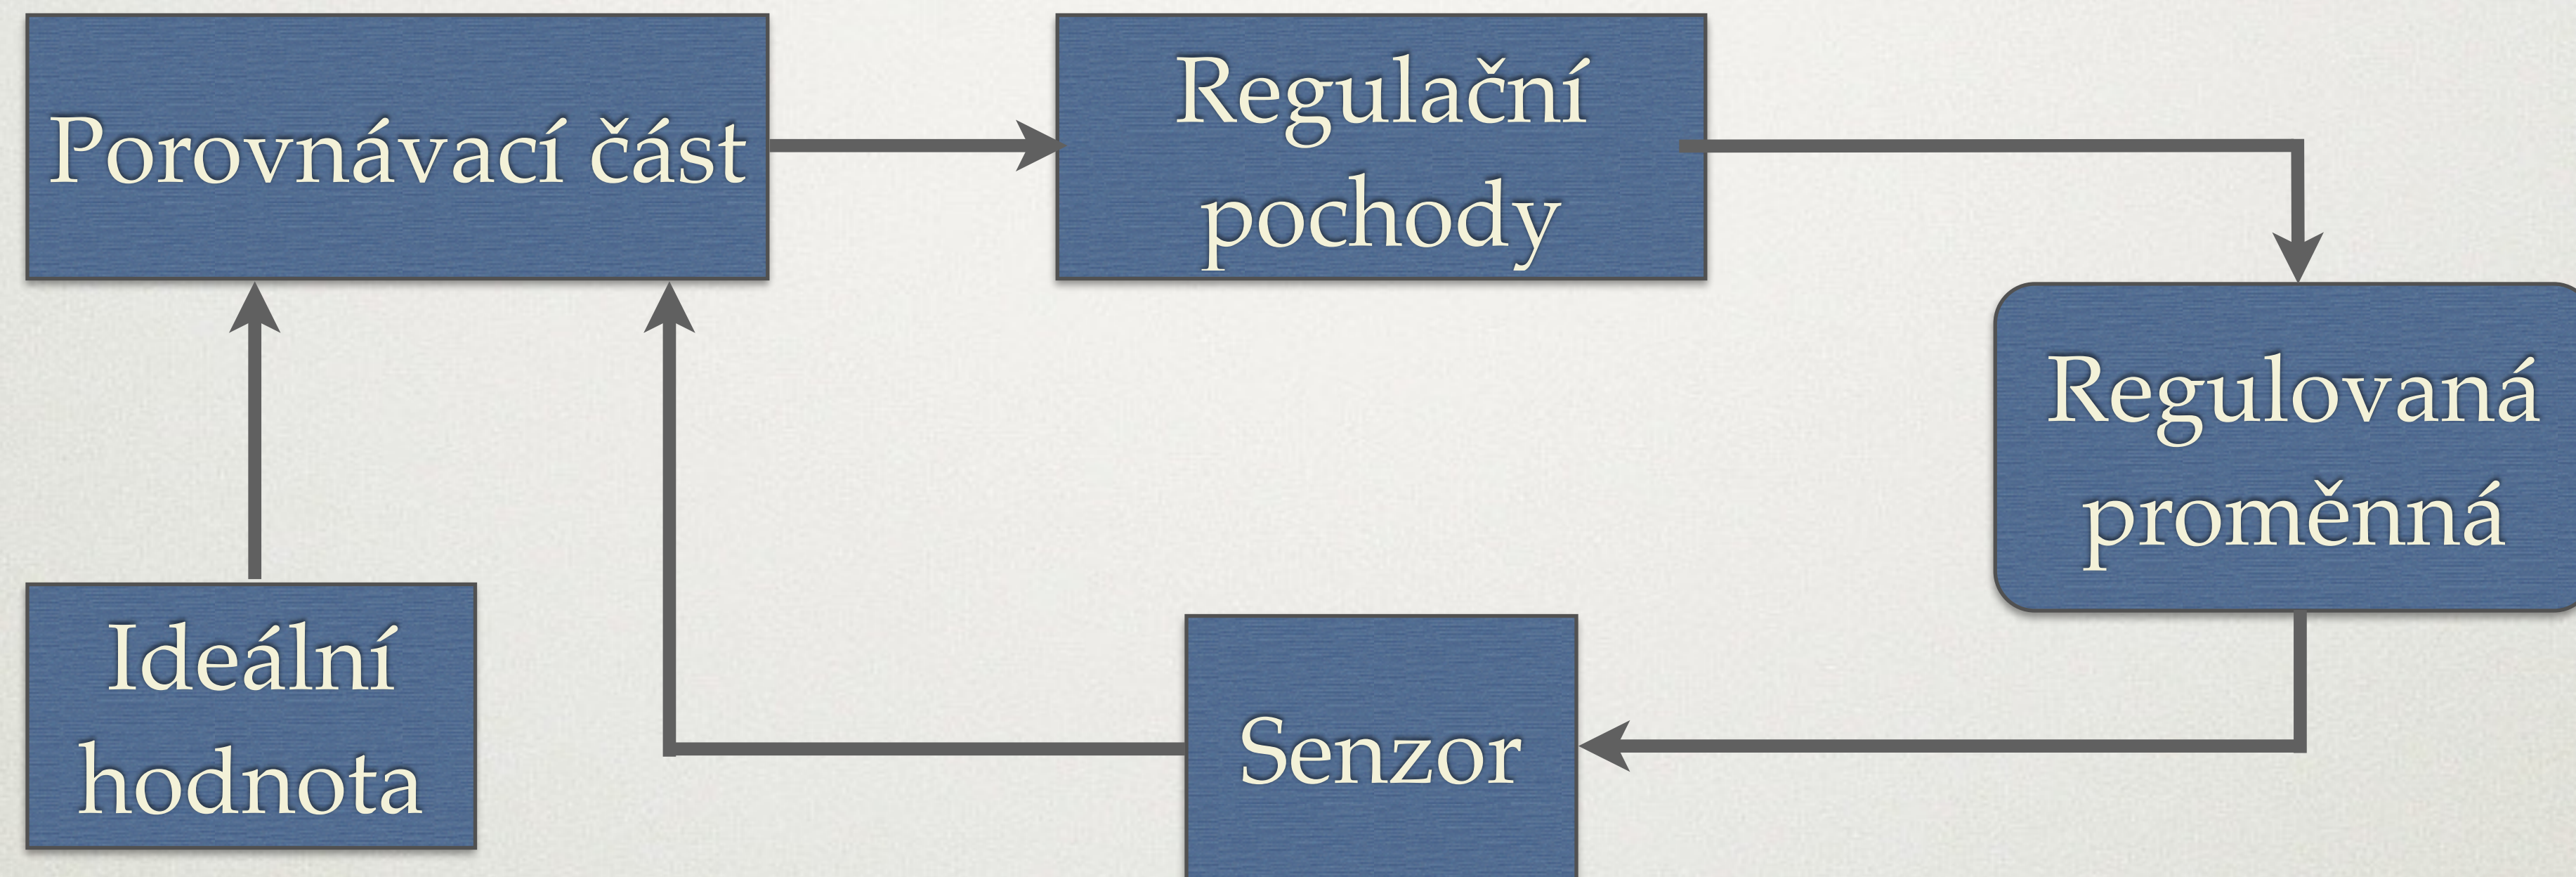 Porovnávací část
Regulační
pochody
Regulovaná
proměnná
Ideální
hodnota
Senzor